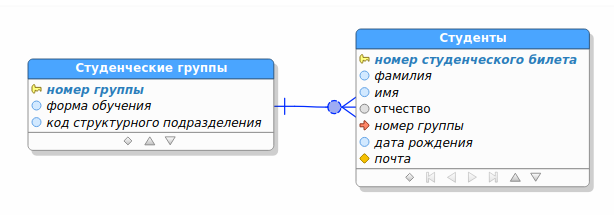 Студенческие группы
номер группы
форма обучения
код структурного подразделения
Студенты
номер студенческого билета
фамилия
имя
отчество
номер группы
дата рождения
почта